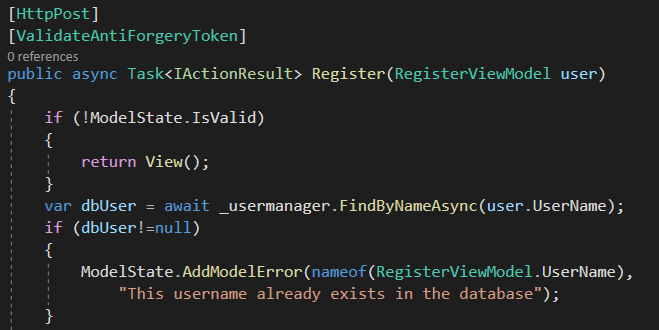 [HttpPost]
[ValidateAntiForgeryToken]
0 references
public async Task<IActionResult> Register(RegisterViewModel user)
{
if (!ModelState.IsValid)
{
return View();
}
var dbUser = await _usermanager.FindByNameAsync(user.UserName);
if (dbUser!=null)
{
ModelState.AddModelError(nameof(RegisterViewModel.UserName),
"This username already exists in the database");
}